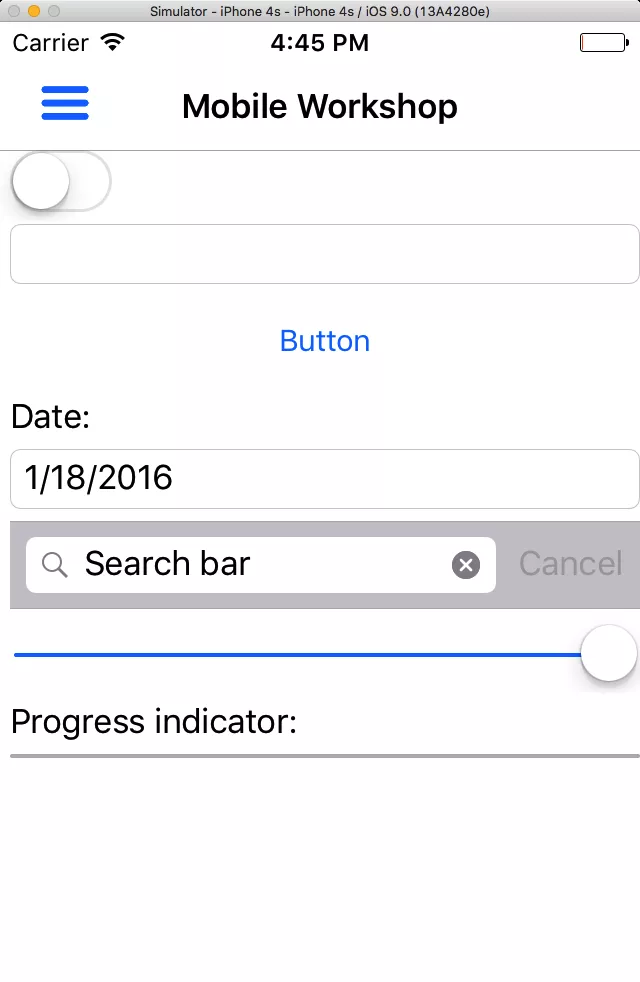 Simulator - iPhone 4s - iPhone 4s / iOS 9.0 (13A4280e)
Carrier 4:45 PM
Mobile Workshop
Button
Date:
1/18/2016
Search bar Cancel
Progress indicator: